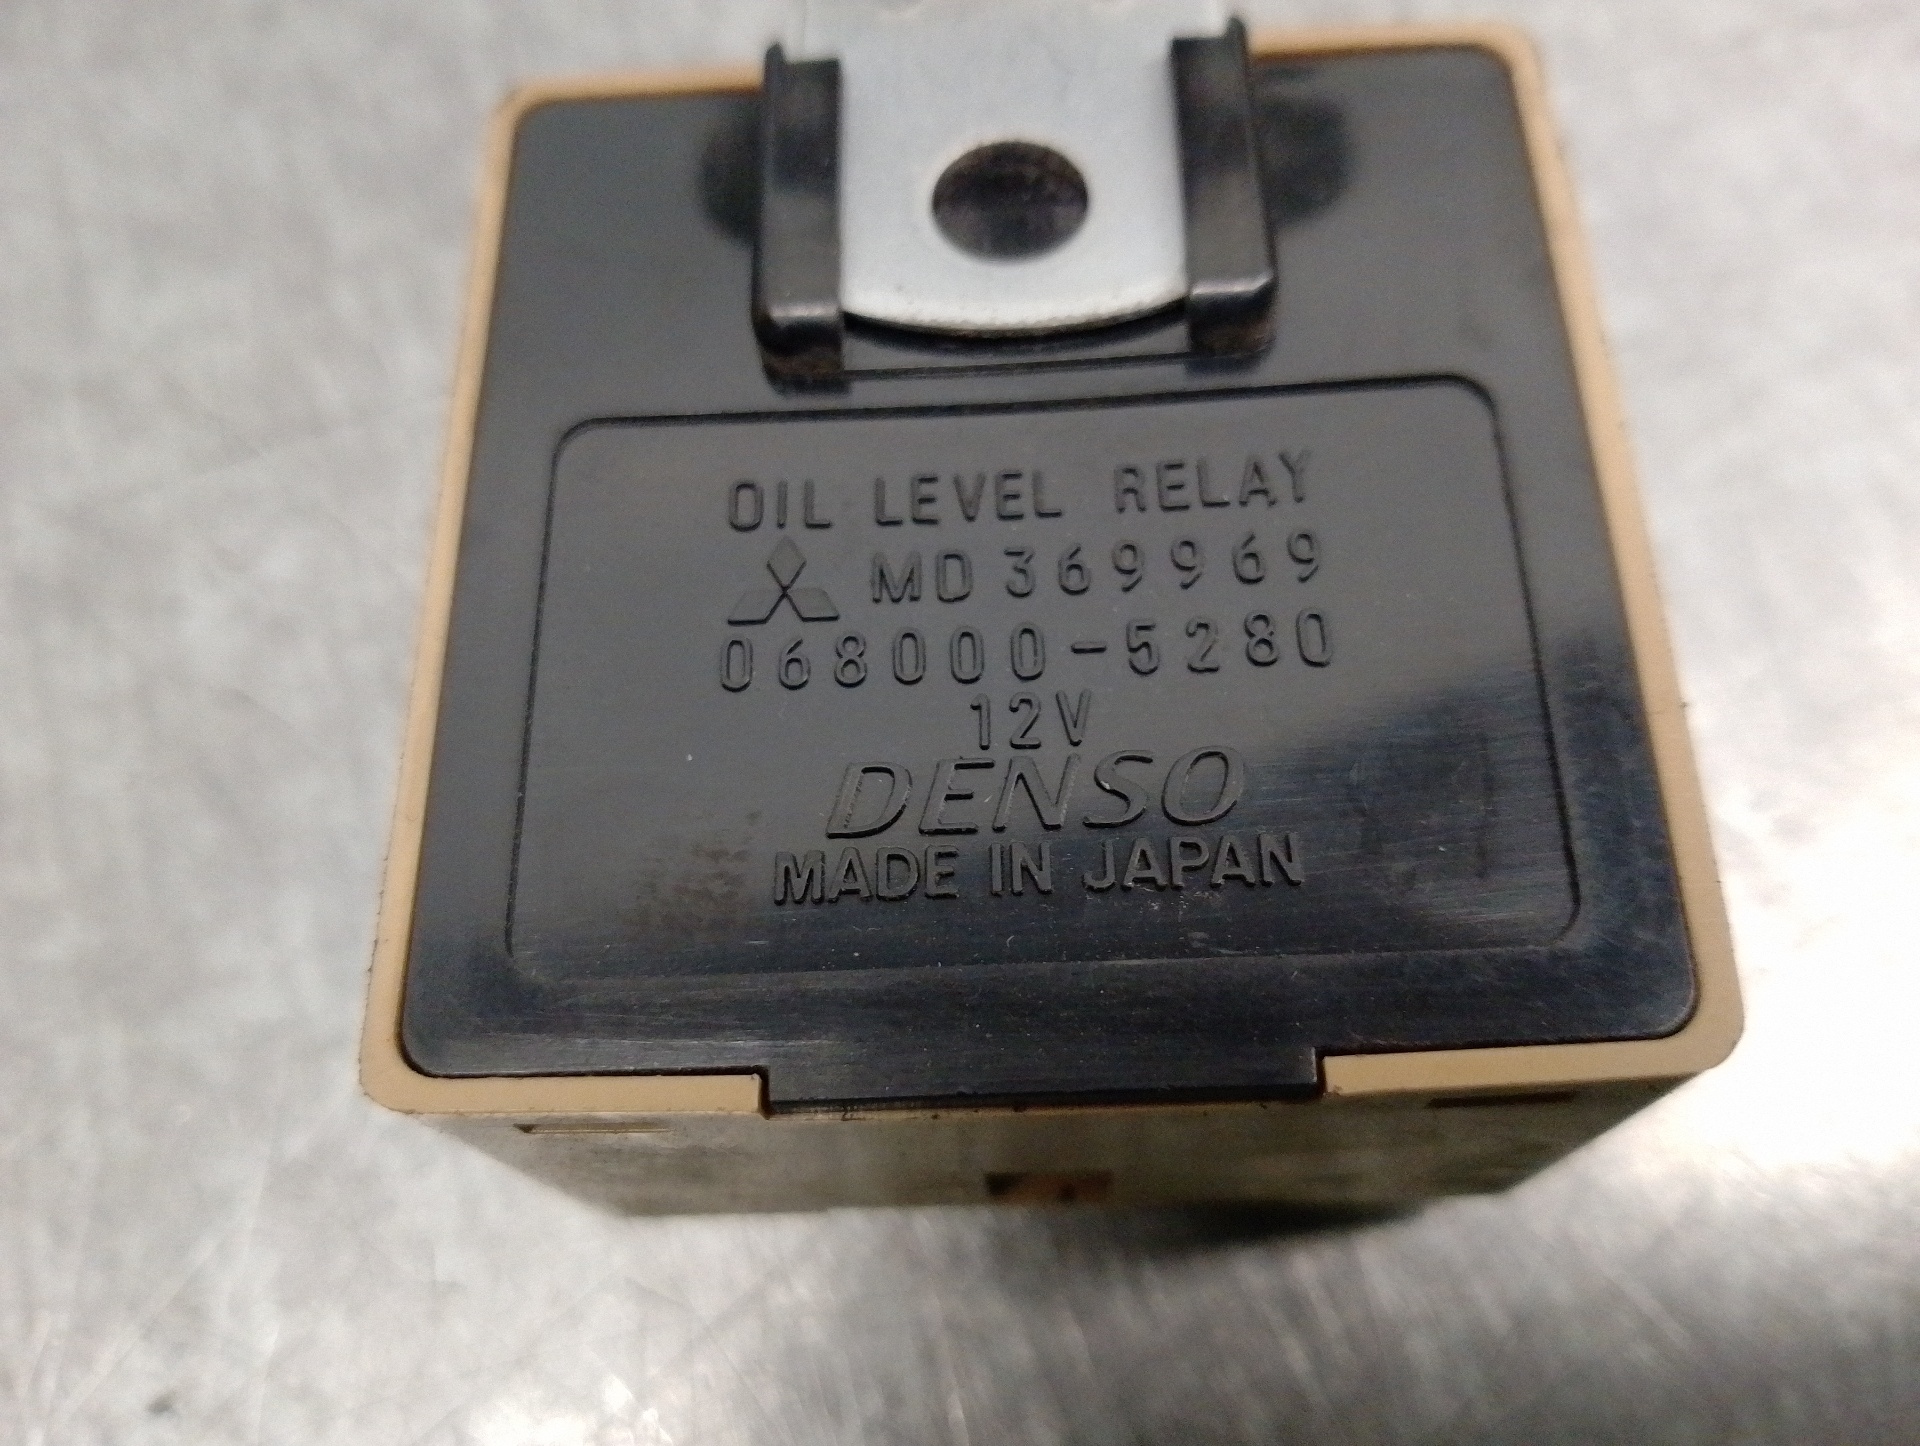 OIL LEVEL RELAY
MD369969
068000-5280
12V
DENSO
MADE IN JAPAN